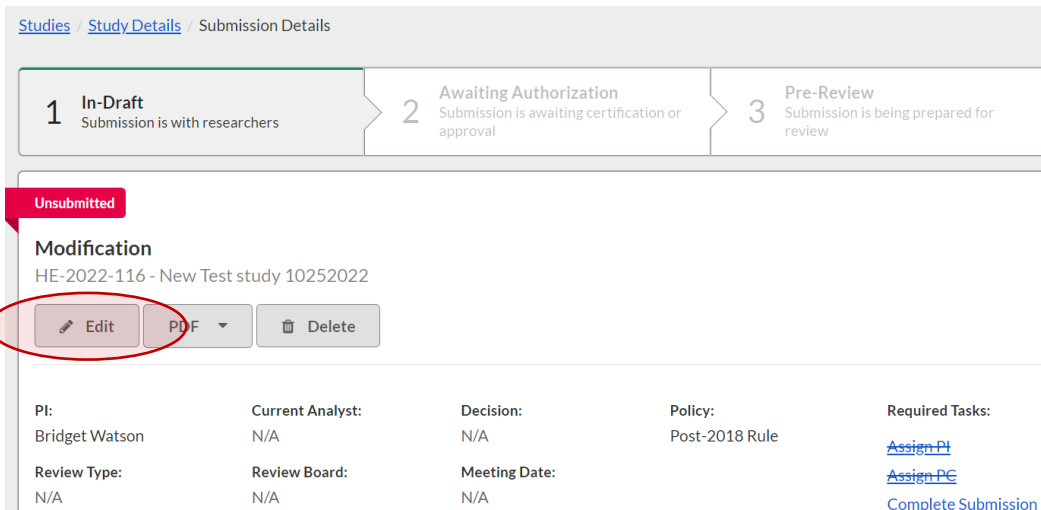 Studies / Study Details / Submission Details
1 In-Draft
Submission is with researchers
2 Awaiting Authorization
Submission is awaiting certification or
approval
3 Pre-Review
Submission is being prepared for
review
Unsubmitted
Modification
HE-2022-116 - New Test study 10252022
Edit PDF Delete
PI: Current Analyst: Decision: Policy: Required Tasks:
Bridget Watson N/A N/A Post-2018 Rule Assign PI
Review Type: Review Board: Meeting Date: Assign PC
N/A N/A N/A Complete Submission